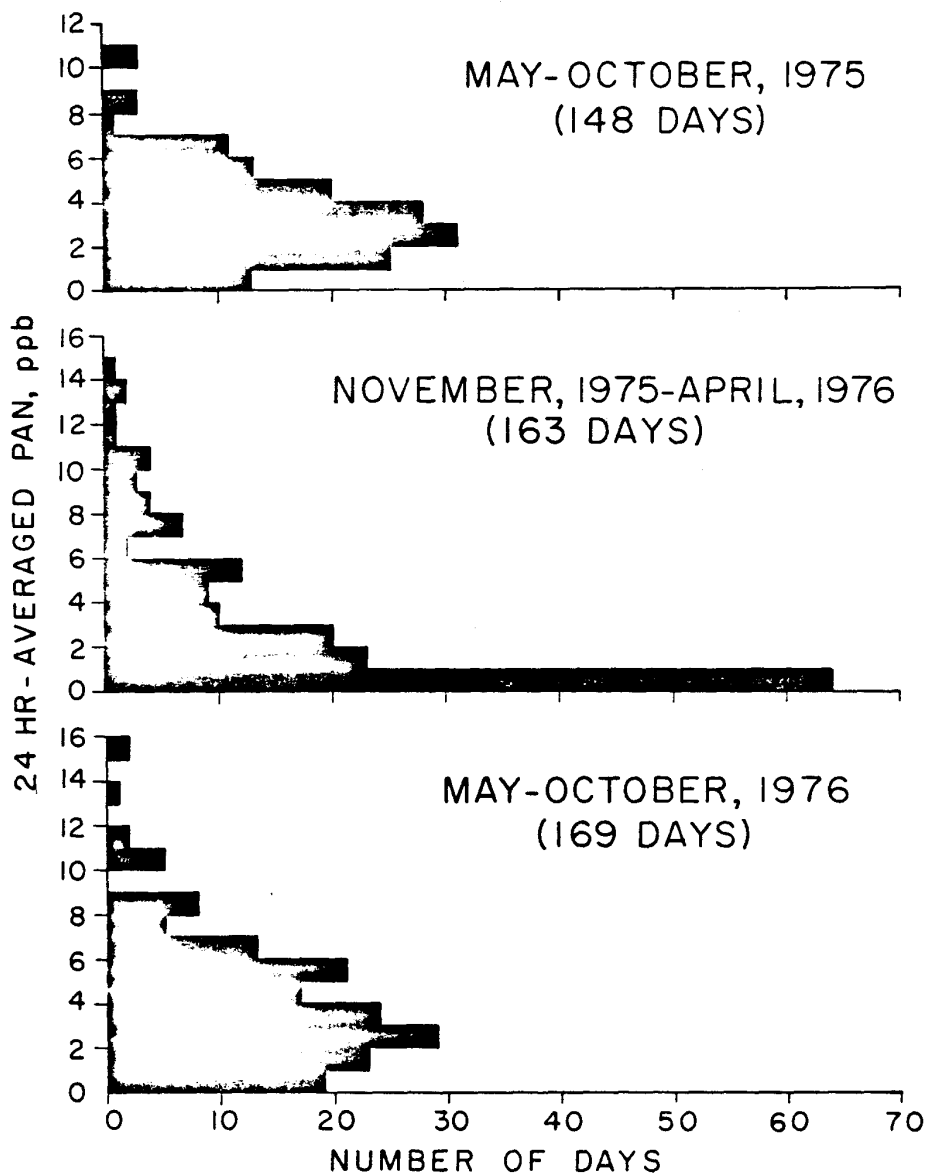 12
10
8
6
4
2
0
MAY-OCTOBER, 1975
(148 DAYS)
16
14
12
10
8
6
4
2
0
NOVEMBER, 1975-APRIL, 1976
(163 DAYS)
24 HR-AVERAGED PAN, ppb
16
14
12
10
8
6
4
2
0
MAY-OCTOBER, 1976
(169 DAYS)
0 10 20 30 40 50 60 70
NUMBER OF DAYS